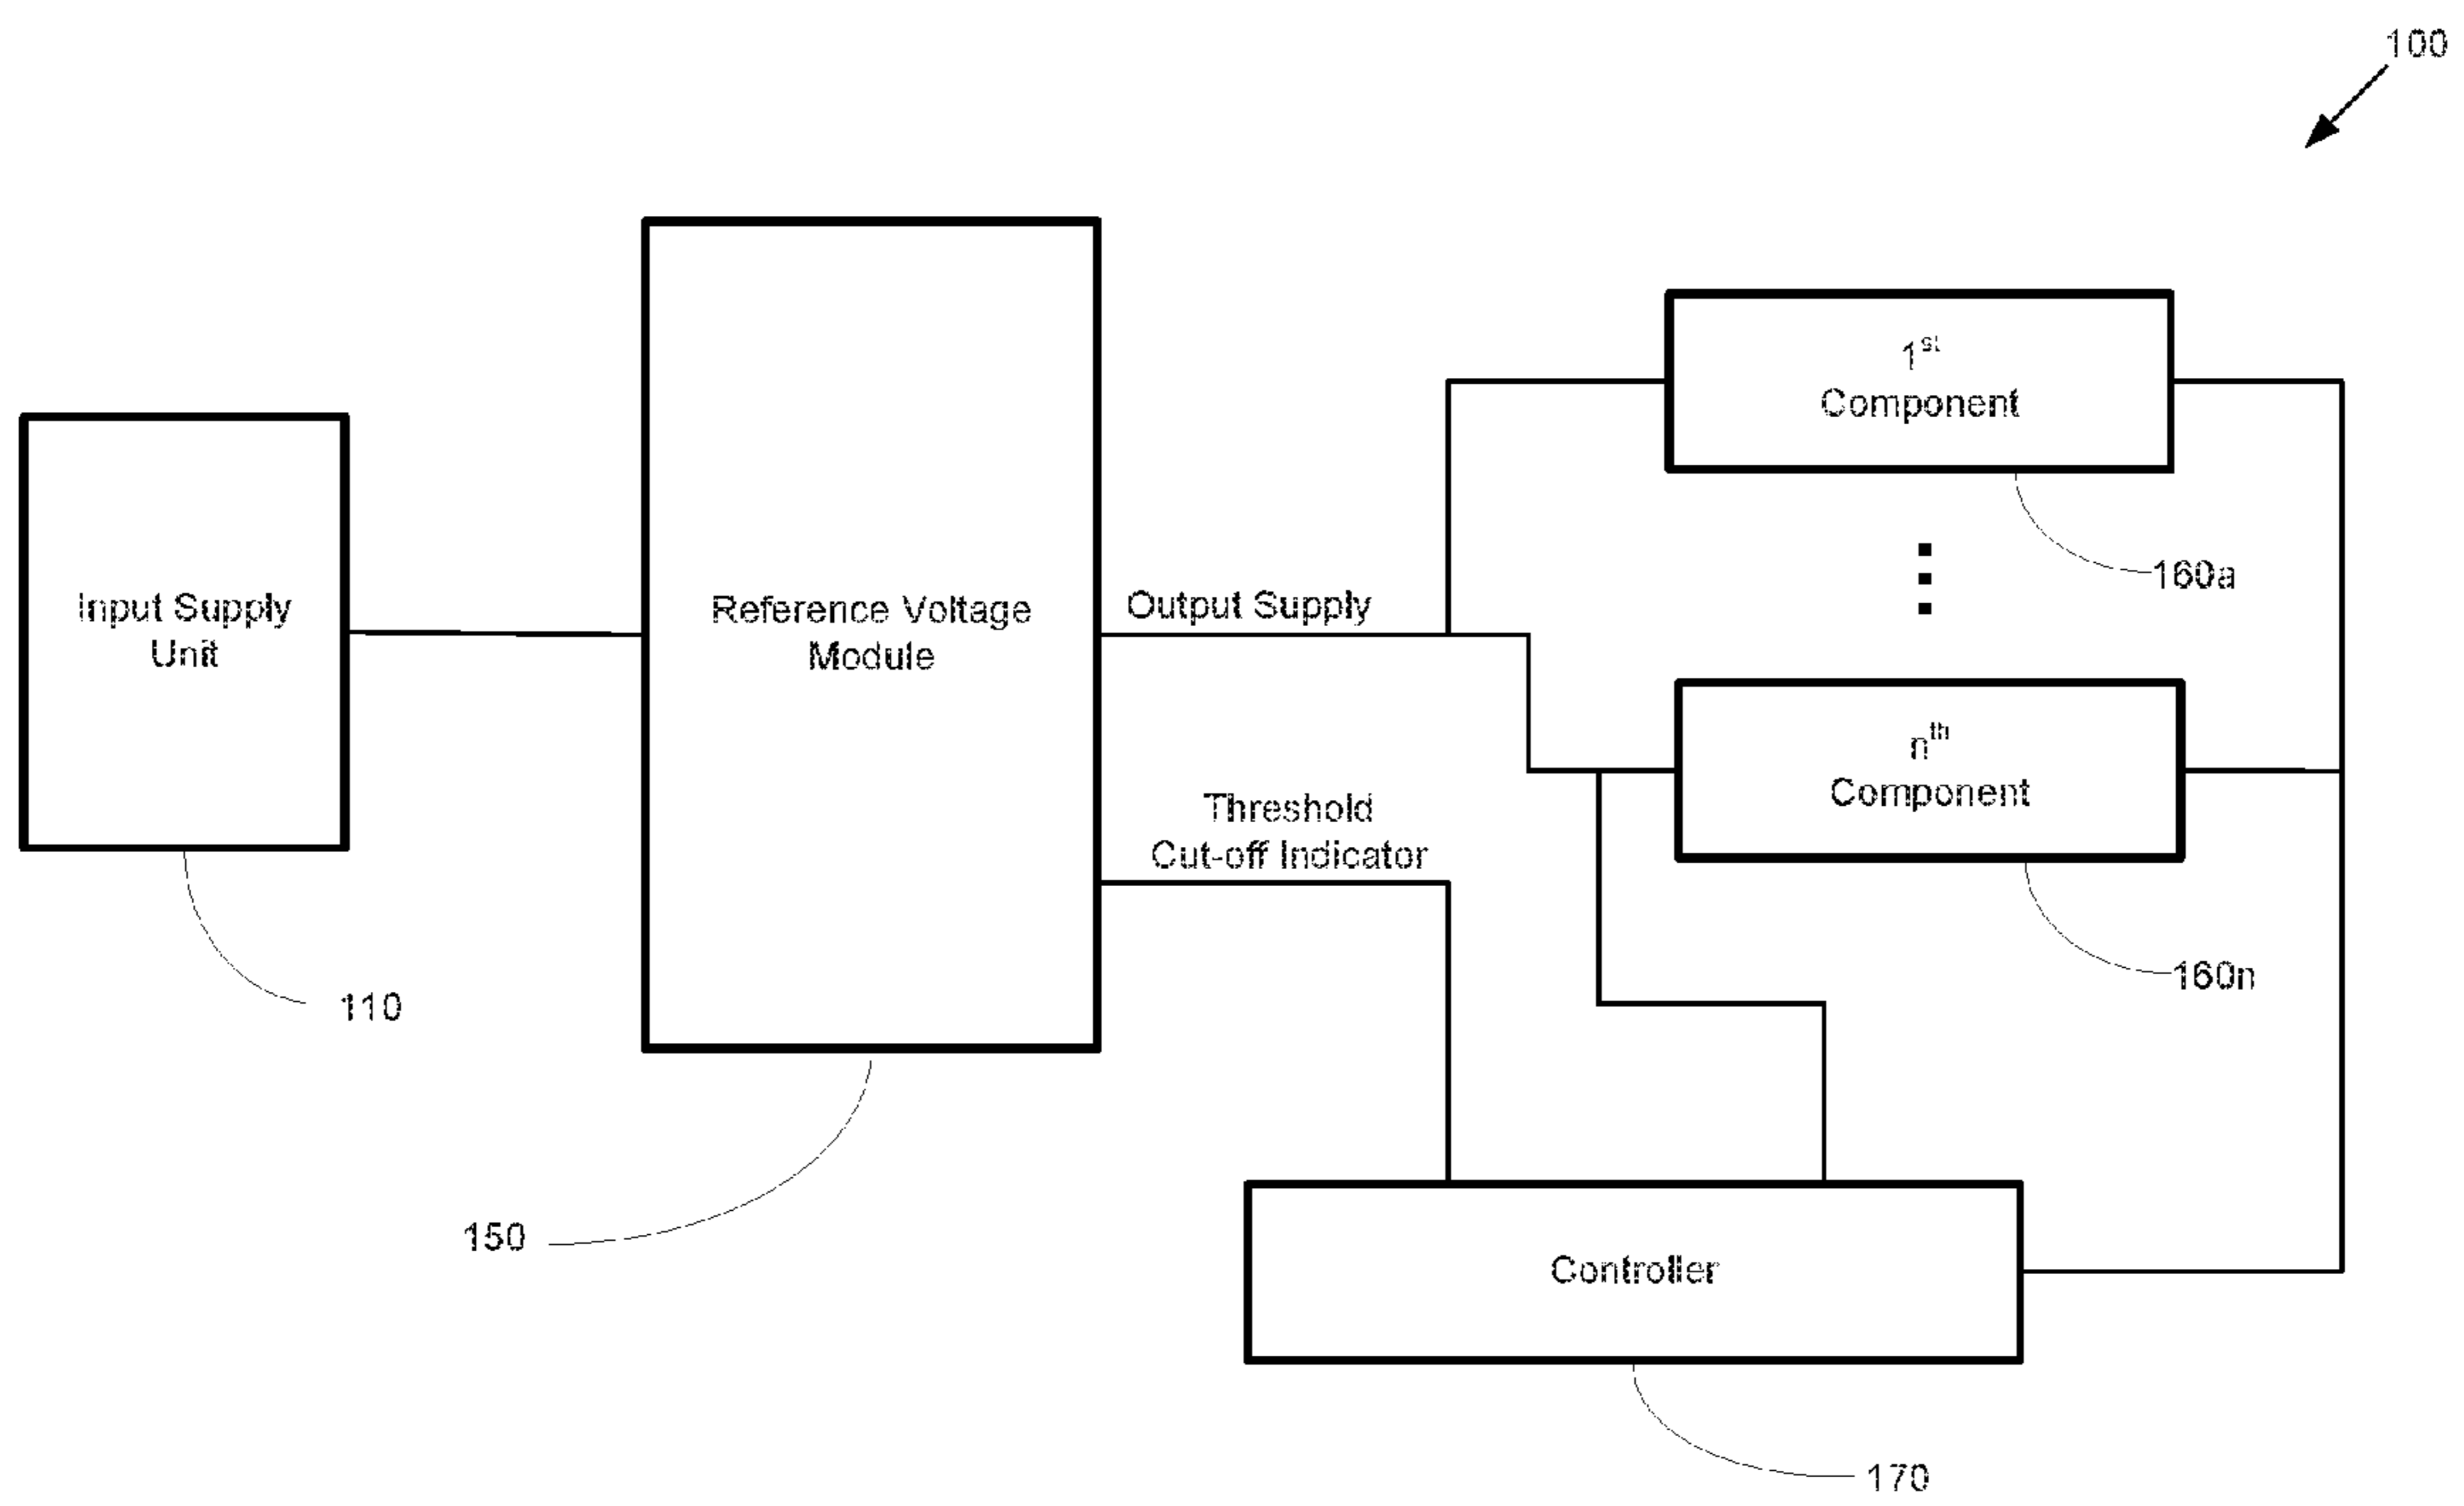 100
1st
Component
160a
Input Supply
Unit
Reference Voltage
Module
Output Supply
nth
Component
Threshold
Cut-off Indicator
160n
110
150
Controller
170